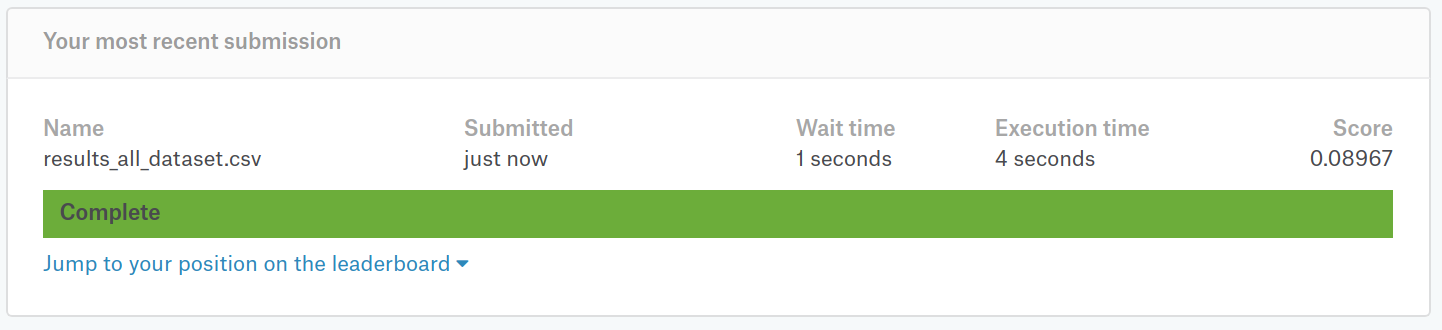 Your most recent submission
Name Submitted Wait time Execution time Score
results_all_dataset.csv just now 1 seconds 4 seconds 0.08967
Complete
Jump to your position on the leaderboard